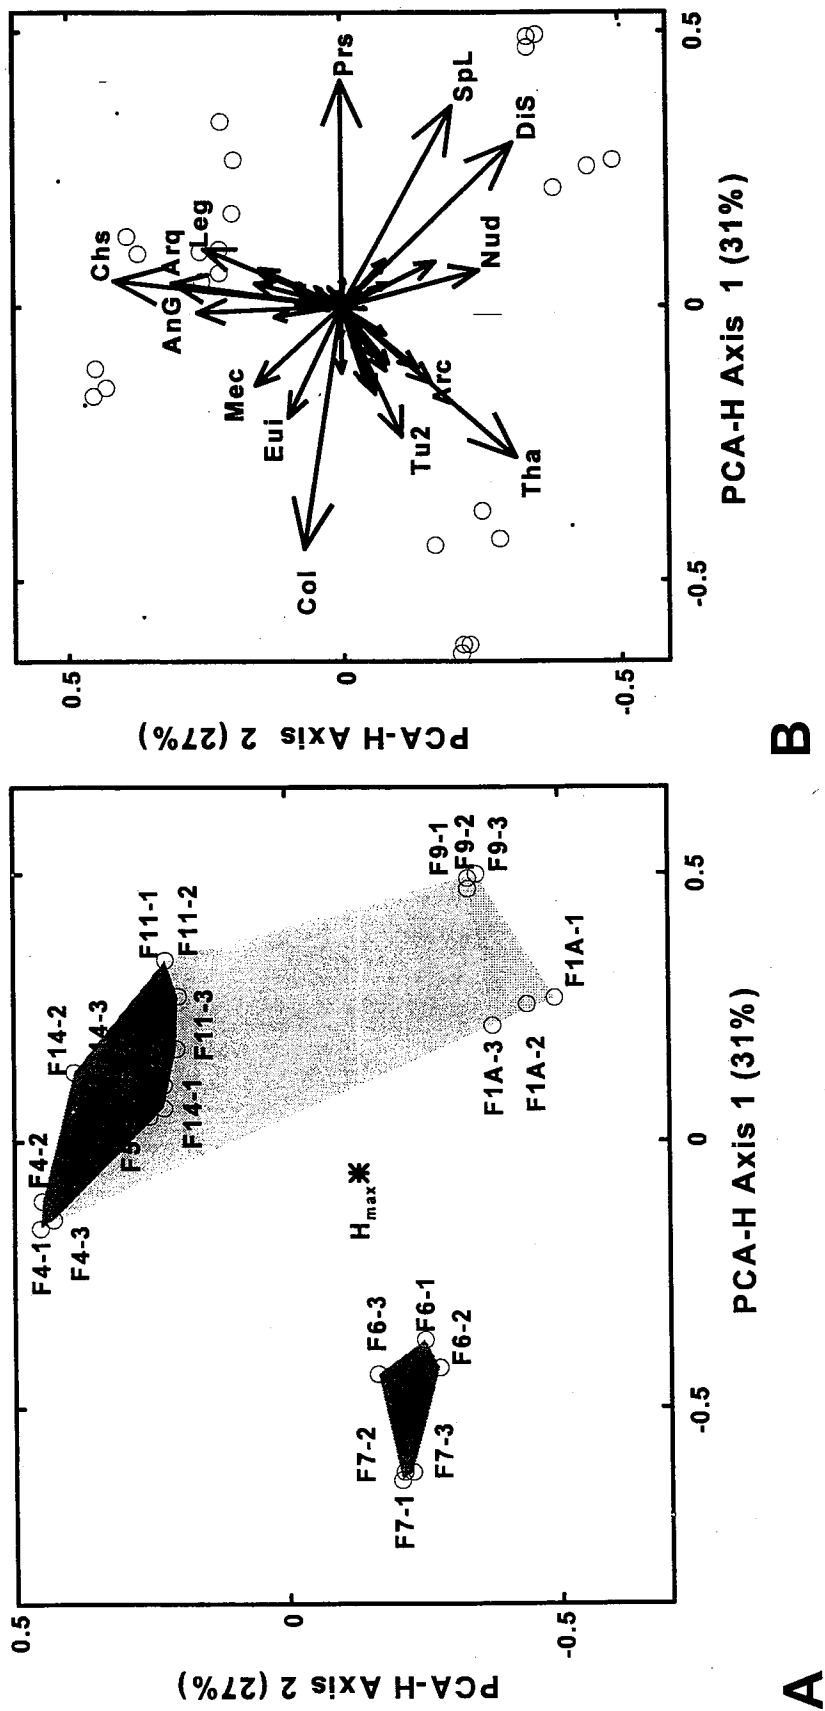 A
PCA-H Axis 2 (27%)
0.5
0
-0.5
F4-1
F4-2
F4-3
F14-2
F11-1
F11-2
F11-3
F14-1
H max
F9-1
F9-2
F9-3
F1A-1
F1A-2
F1A-3
F6-3
F6-1
F6-2
F7-2
F7-3
F7-1
-0.5
0
0.5
PCA-H Axis 1 (31%)
B
PCA-H Axis 2 (27%)
0.5
0
-0.5
Chs
Arq
Leg
AnG
Mec
Eui
Col
Prs
SpL
DiS
Nud
Arc
Tu2
Tha
-0.5
0
0.5
PCA-H Axis 1 (31%)